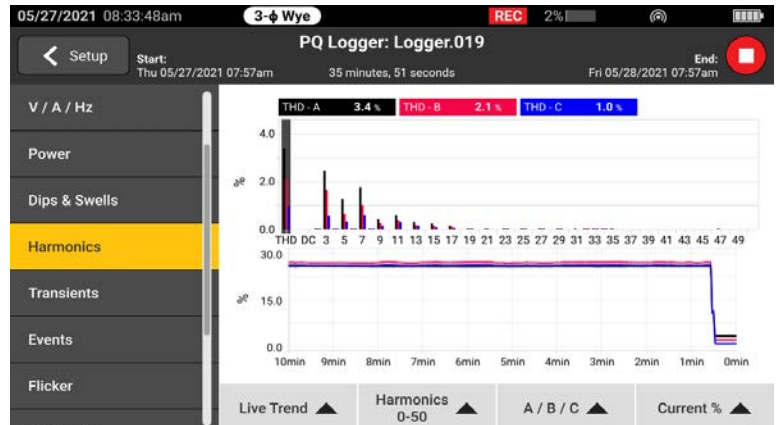 05/27/2021 08:33:48am 3-ϕ Wye REC 2%
Setup
PQ Logger: Logger.019
Start:
Thu 05/27/2021 07:57am
35 minutes, 51 seconds
End:
Fri 05/28/2021 07:57am
V / A / Hz
Power
Dips & Swells
Harmonics
Transients
Events
Flicker
THD - A 3.4 % THD - B 2.1 % THD - C 1.0 %
4.0
%
2.0
0.0
THD DC 3 5 7 9 11 13 15 17 19 21 23 25 27 29 31 33 35 37 39 41 43 45 47 49
30.0
%
15.0
0.0
10min 9min 8min 7min 6min 5min 4min 3min 2min 1min 0min
Live Trend
Harmonics
0-50
A / B / C
Current %